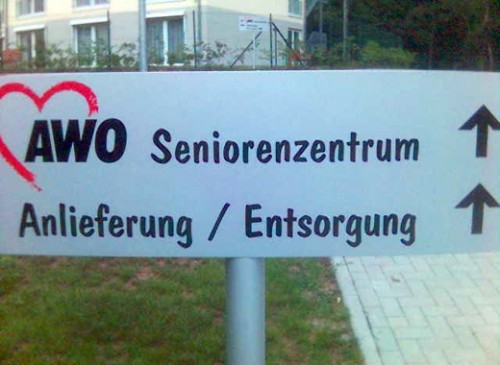 AWO Seniorenzentrum
Anlieferung / Entsorgung